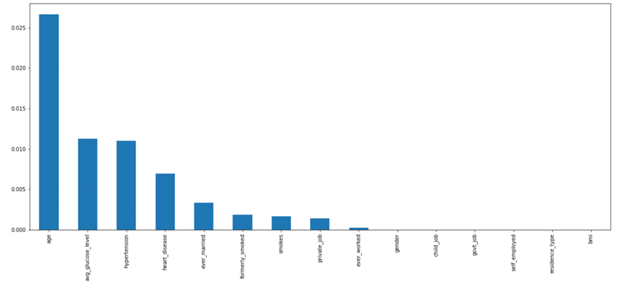 0.025
0.020
0.015
0.010
0.005
0.000
age
avg_glucose_level
hypertension
heart_disease
ever_married
formerly_smoked
smokes
private_job
ever_worked
gender
child_job
govt_job
self_employed
residence_type
bmi